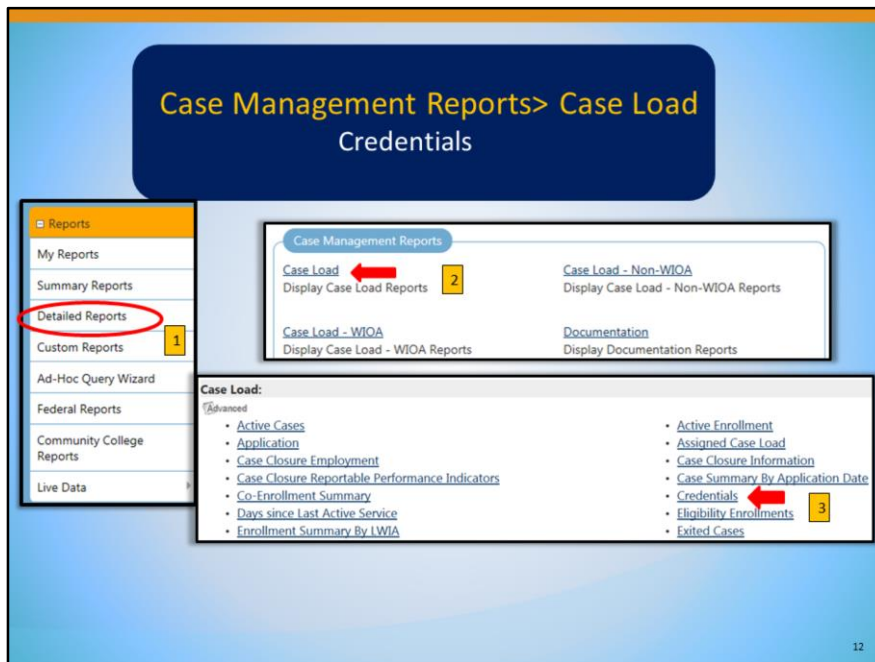 Case Management Reports> Case Load
Credentials
Reports
My Reports
Summary Reports
Detailed Reports
1
Custom Reports
Ad-Hoc Query Wizard
Federal Reports
Community College
Reports
Live Data
Case Management Reports
Case Load
2
Display Case Load Reports
Case Load - Non-WIOA
Display Case Load - Non-WIOA Reports
Case Load - WIOA
Display Case Load - WIOA Reports
Documentation
Display Documentation Reports
Case Load:
Advanced
• Active Cases
• Application
• Case Closure Employment
• Case Closure Reportable Performance Indicators
• Co-Enrollment Summary
• Days since Last Active Service
• Enrollment Summary By LWIA
• Active Enrollment
• Assigned Case Load
• Case Closure Information
• Case Summary By Application Date
• Credentials
3
• Eligibility Enrollments
• Exited Cases
12